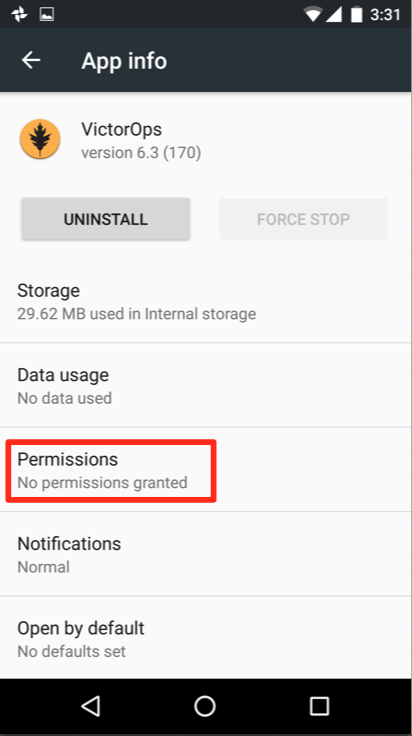 3:31
App info
VictorOps
version 6.3 (170)
UNINSTALL
FORCE STOP
Storage
29.62 MB used in Internal storage
Data usage
No data used
Permissions
No permissions granted
Notifications
Normal
Open by default
No defaults set